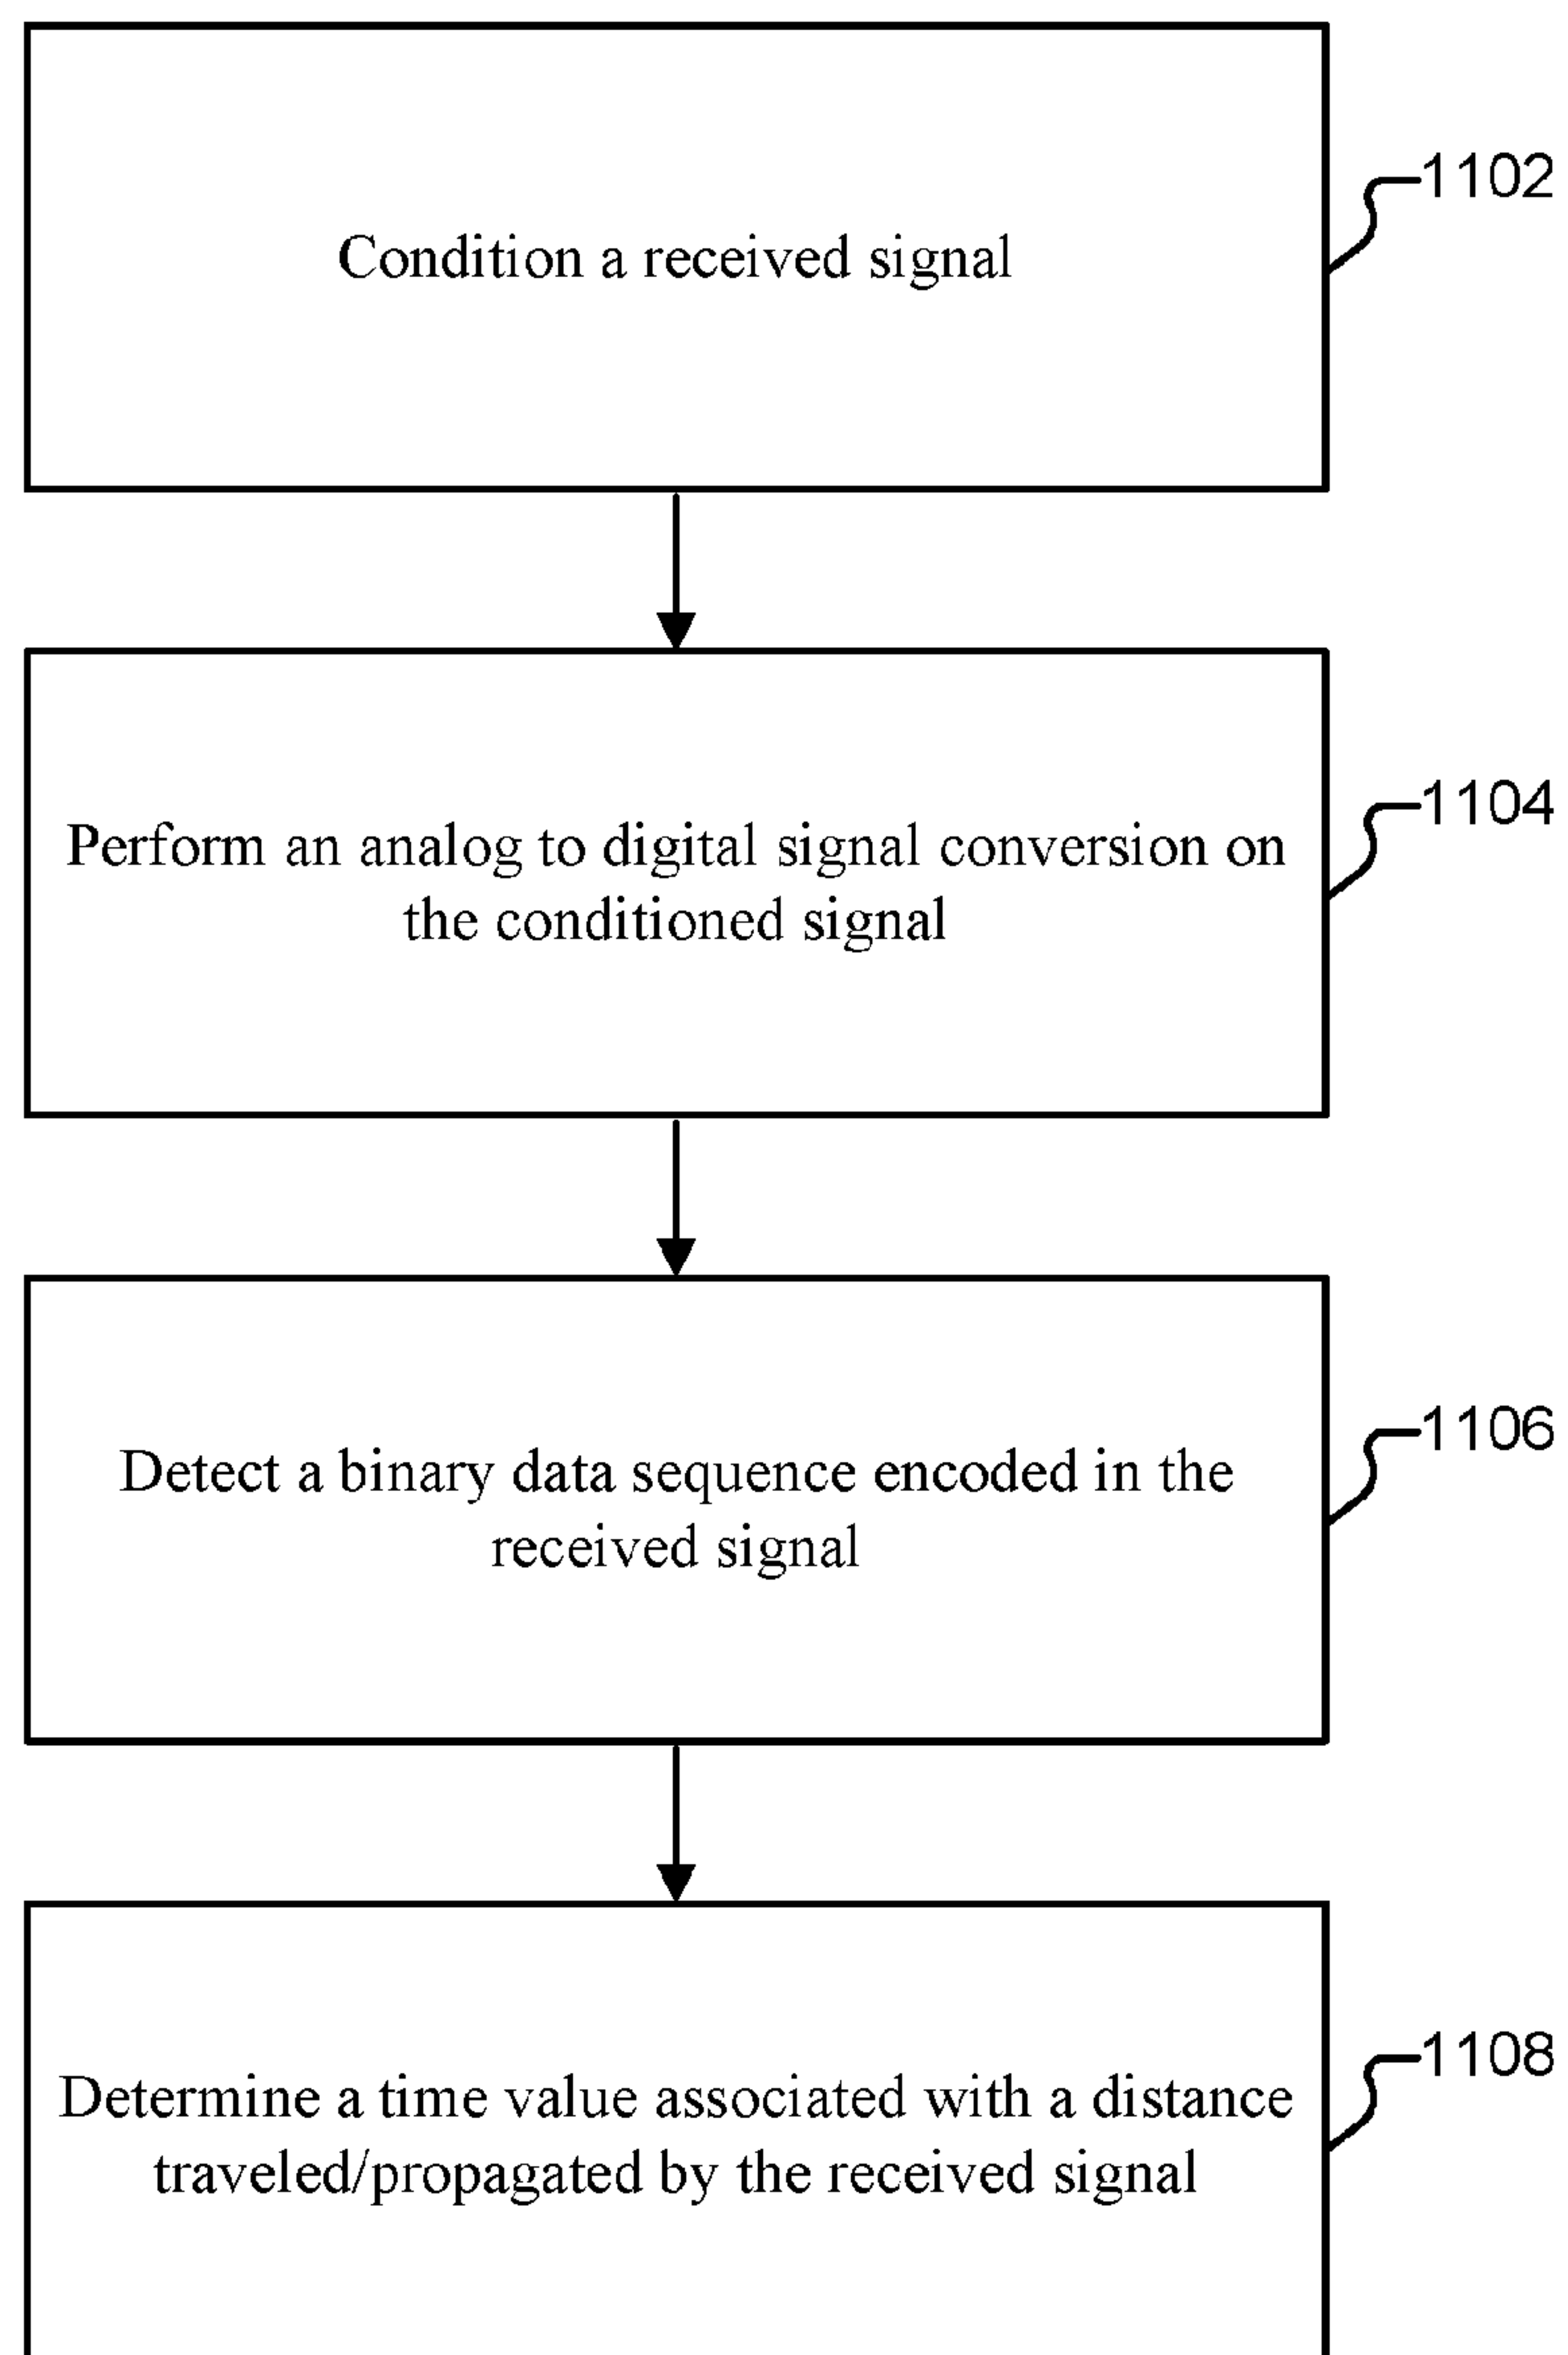 Condition a received signal
1102
Perform an analog to digital signal conversion on
the conditioned signal
1104
Detect a binary data sequence encoded in the
received signal
1106
Determine a time value associated with a distance
traveled/propagated by the received signal
1108